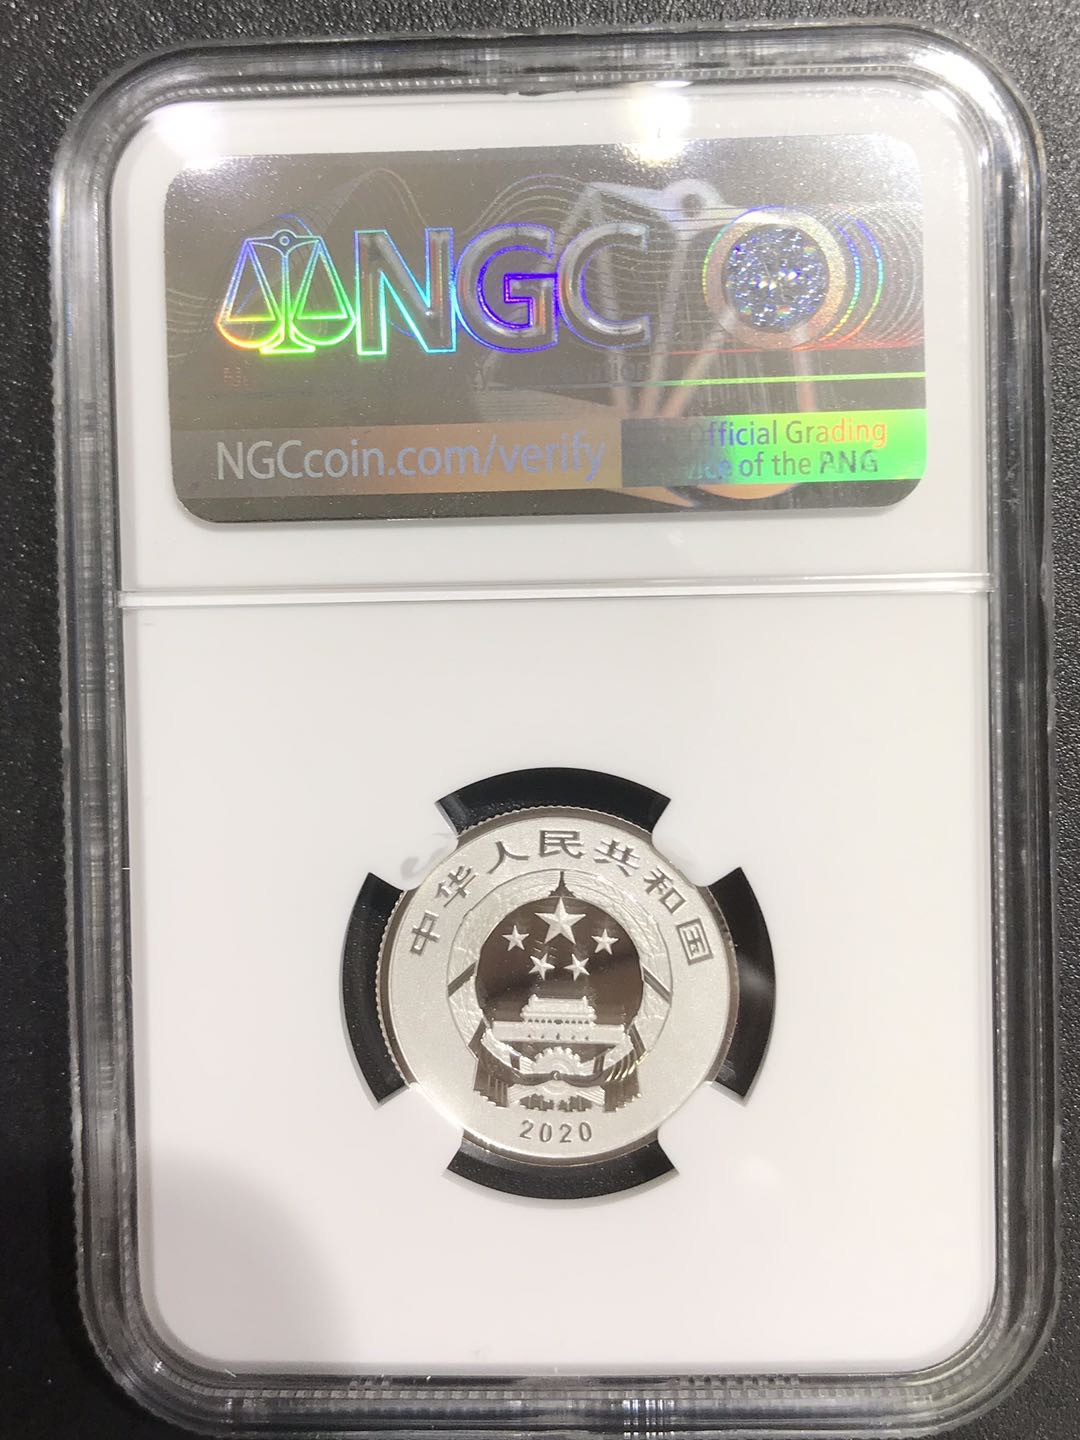 NGC
NGCcoin.com/verify
Official Grading
of the PNG
中华人民共和国
2020